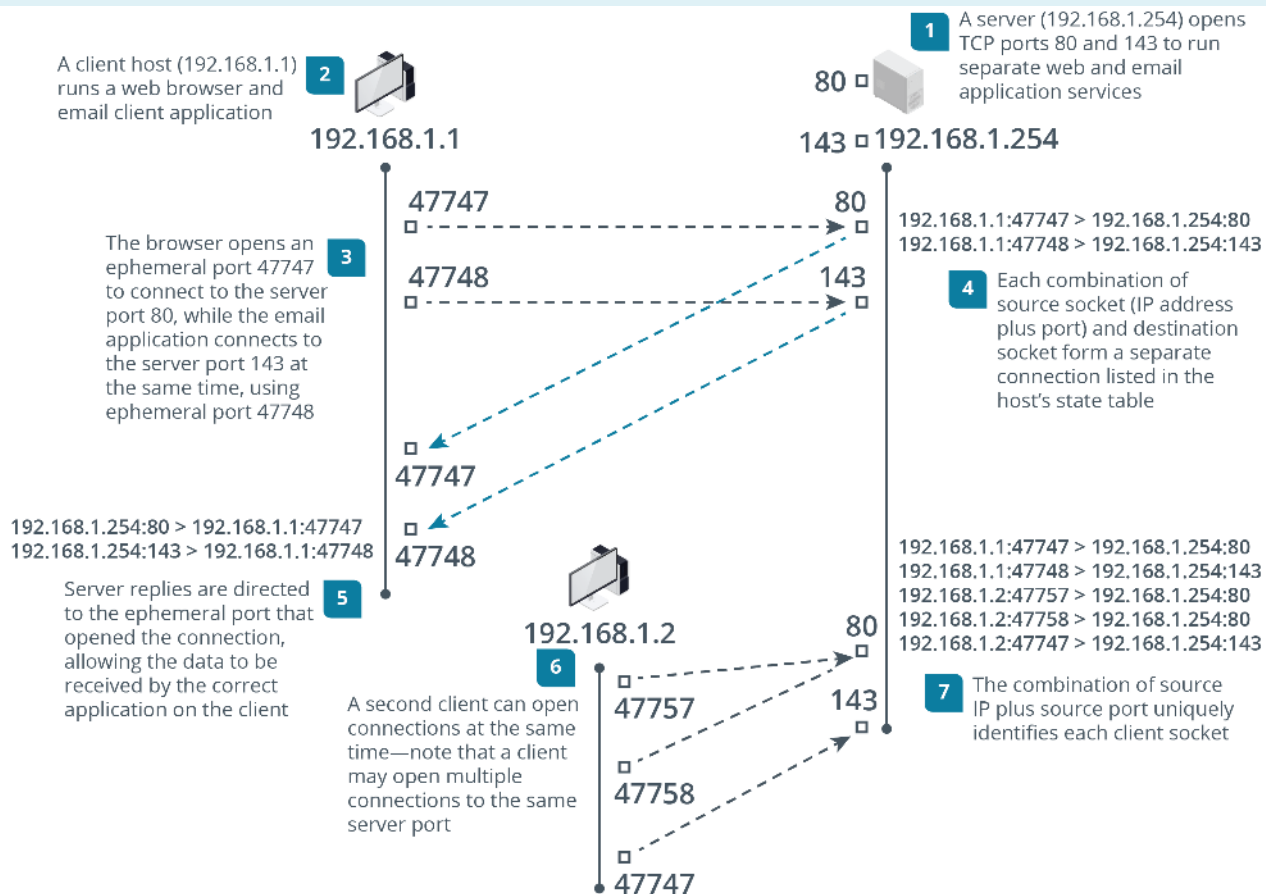 1
A server (192.168.1.254) opens
TCP ports 80 and 143 to run
separate web and email
application services
80
143
192.168.1.254
2
A client host (192.168.1.1)
runs a web browser and
email client application
192.168.1.1
47747
80
47748
143
3
The browser opens an
ephemeral port 47747
to connect to the server
port 80, while the email
application connects to
the server port 143 at
the same time, using
ephemeral port 47748
192.168.1.1:47747 > 192.168.1.254:80
192.168.1.1:47748 > 192.168.1.254:143
4
Each combination of
source socket (IP address
plus port) and destination
socket form a separate
connection listed in the
host's state table
47747
47748
192.168.1.254:80 > 192.168.1.1:47747
192.168.1.254:143 > 192.168.1.1:47748
5
Server replies are directed
to the ephemeral port that
opened the connection,
allowing the data to be
received by the correct
application on the client
192.168.1.2
6
A second client can open
connections at the same
time—note that a client
may open multiple
connections to the same
server port
47757
47758
47747
80
143
192.168.1.1:47747 > 192.168.1.254:80
192.168.1.1:47748 > 192.168.1.254:143
192.168.1.2:47757 > 192.168.1.254:80
192.168.1.2:47758 > 192.168.1.254:80
192.168.1.2:47747 > 192.168.1.254:143
7
The combination of source
IP plus source port uniquely
identifies each client socket